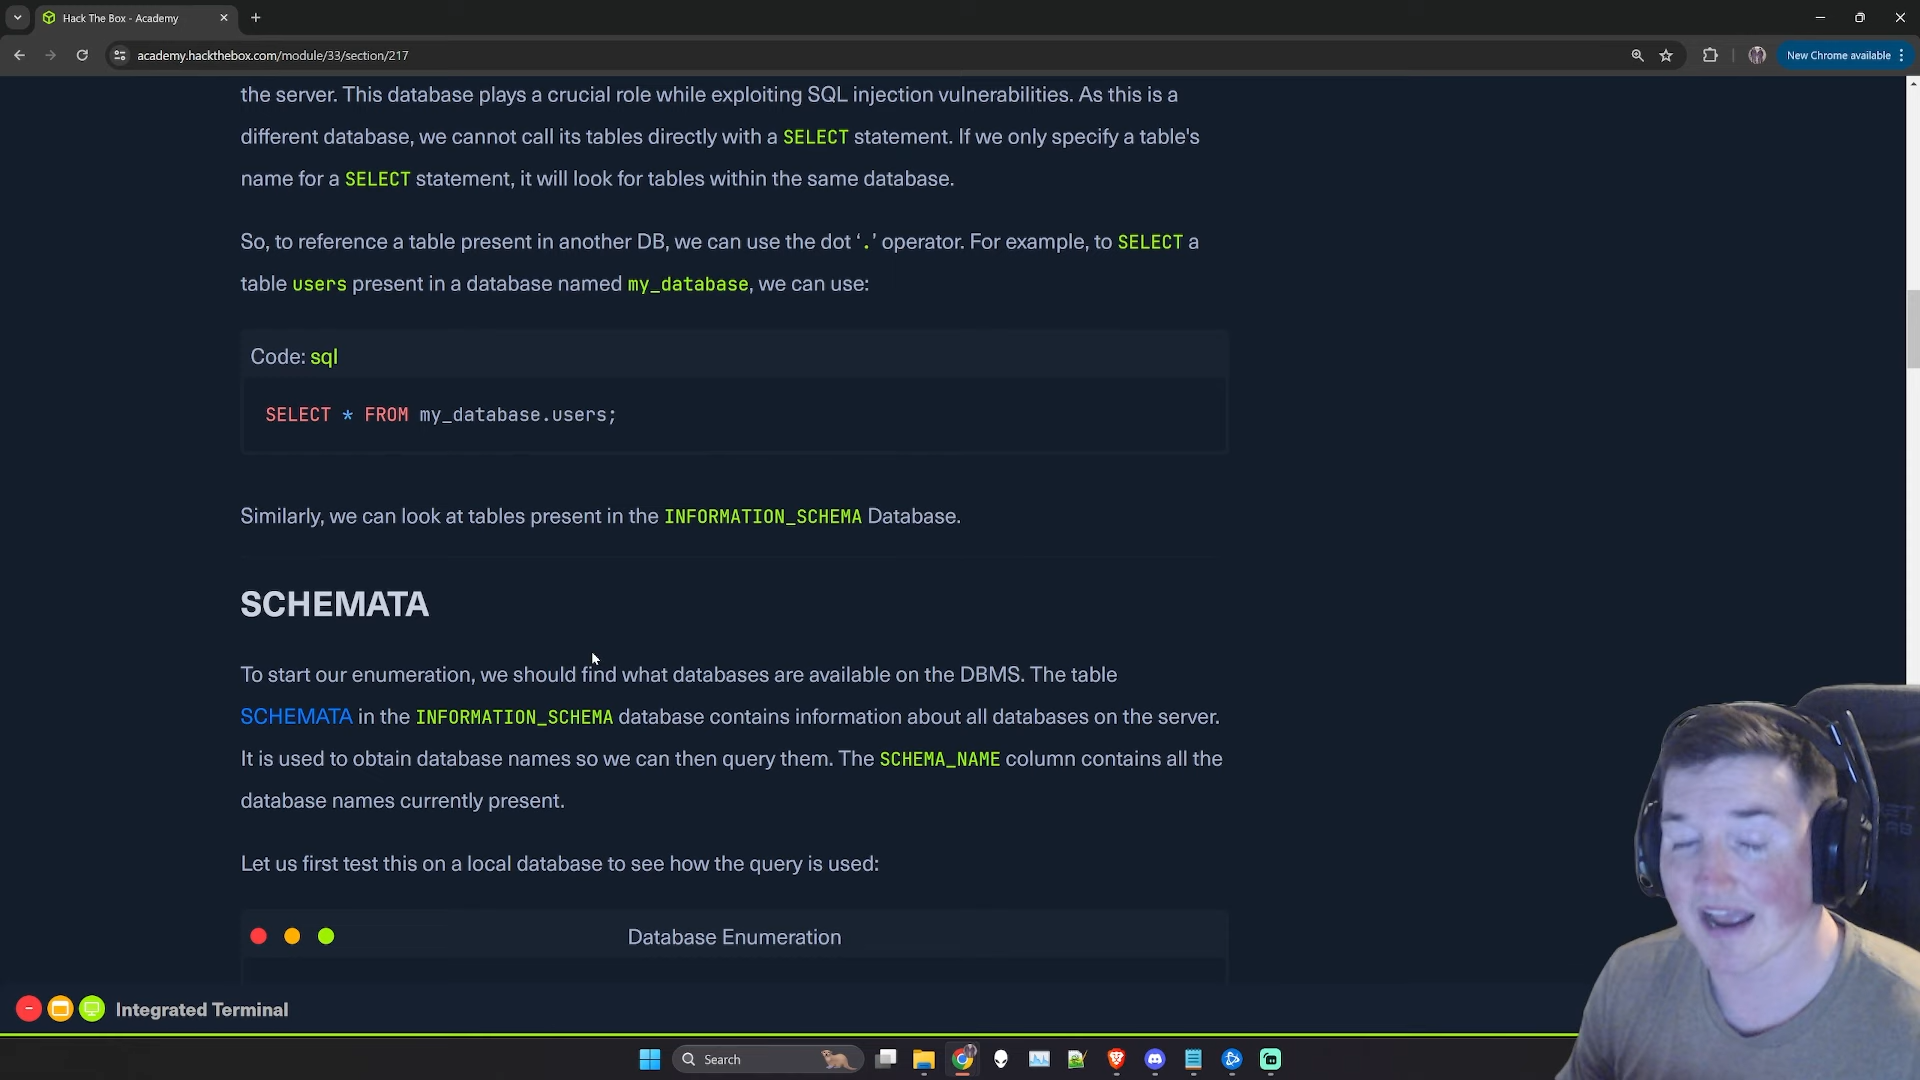 Hack The Box - Academy
academy.hackthebox.com/module/33/section/217
New Chrome available
the server. This database plays a crucial role while exploiting SQL injection vulnerabilities. As this is a
different database, we cannot call its tables directly with a SELECT statement. If we only specify a table's
name for a SELECT statement, it will look for tables within the same database.
So, to reference a table present in another DB, we can use the dot ‘.’ operator. For example, to SELECT a
table users present in a database named my_database, we can use:
Code: sql
SELECT * FROM my_database.users;
Similarly, we can look at tables present in the INFORMATION_SCHEMA Database.
SCHEMATA
To start our enumeration, we should find what databases are available on the DBMS. The table
SCHEMATA in the INFORMATION_SCHEMA database contains information about all databases on the server.
It is used to obtain database names so we can then query them. The SCHEMA_NAME column contains all the
database names currently present.
Let us first test this on a local database to see how the query is used:
Database Enumeration
Integrated Terminal
Search